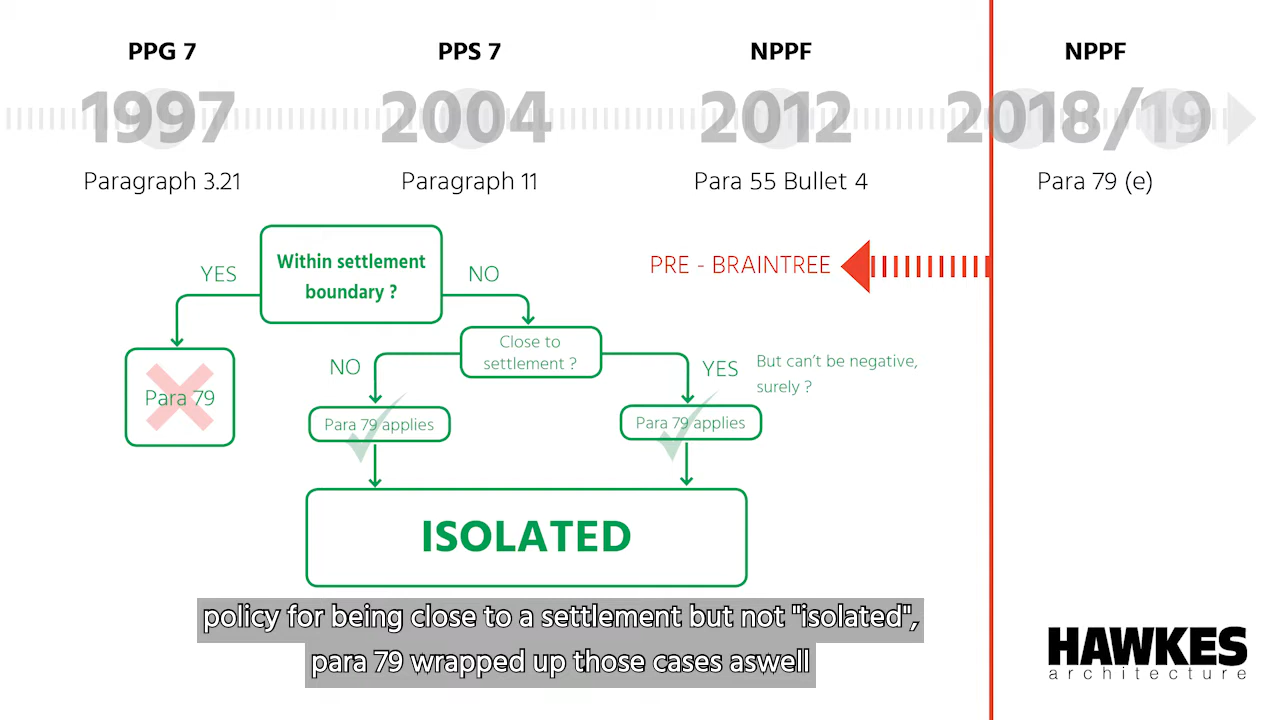 PPG 7
PPS 7
NPPF
NPPF
1997
2004
2012
2018/19
Paragraph 3.21
Paragraph 11
Para 55 Bullet 4
Para 79 (e)
Within settlement
boundary ?
YES
NO
PRE - BRAINTREE
Close to
settlement ?
NO
YES
But can't be negative,
surely ?
Para 79
Para 79 applies
Para 79 applies
ISOLATED
policy for being close to a settlement but not "isolated",
para 79 wrapped up those cases aswell
HAWKES
architecture